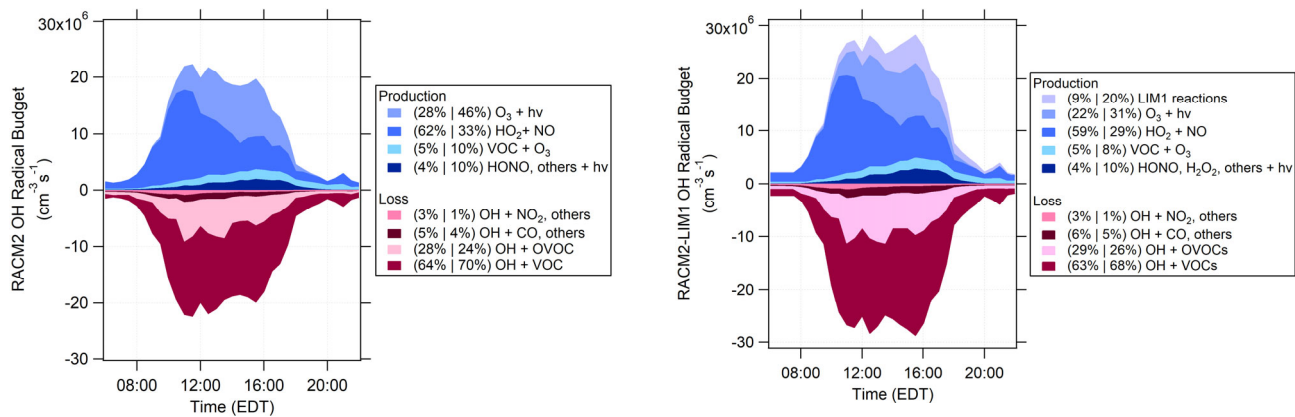 30x10⁶
20
10
0
-10
-20
-30
RACM2 OH Radical Budget
(cm⁻³ s⁻¹)
08:00
12:00
16:00
20:00
Time (EDT)
Production
(28% | 46%) O₃ + hv
(62% | 33%) HO₂+ NO
(5% | 10%) VOC + O₃
(4% | 10%) HONO, others + hv
Loss
(3% | 1%) OH + NO₂, others
(5% | 4%) OH + CO, others
(28% | 24%) OH + OVOC
(64% | 70%) OH + VOC
30x10⁶
20
10
0
-10
-20
-30
RACM2-LIM1 OH Radical Budget
(cm⁻³ s⁻¹)
08:00
12:00
16:00
20:00
Time (EDT)
Production
(9% | 20%) LIM1 reactions
(22% | 31%) O₃ + hv
(59% | 29%) HO₂ + NO
(5% | 8%) VOC + O₃
(4% | 10%) HONO, H₂O₂, others + hv
Loss
(3% | 1%) OH + NO₂, others
(6% | 5%) OH + CO, others
(29% | 26%) OH + OVOCs
(63% | 68%) OH + VOCs